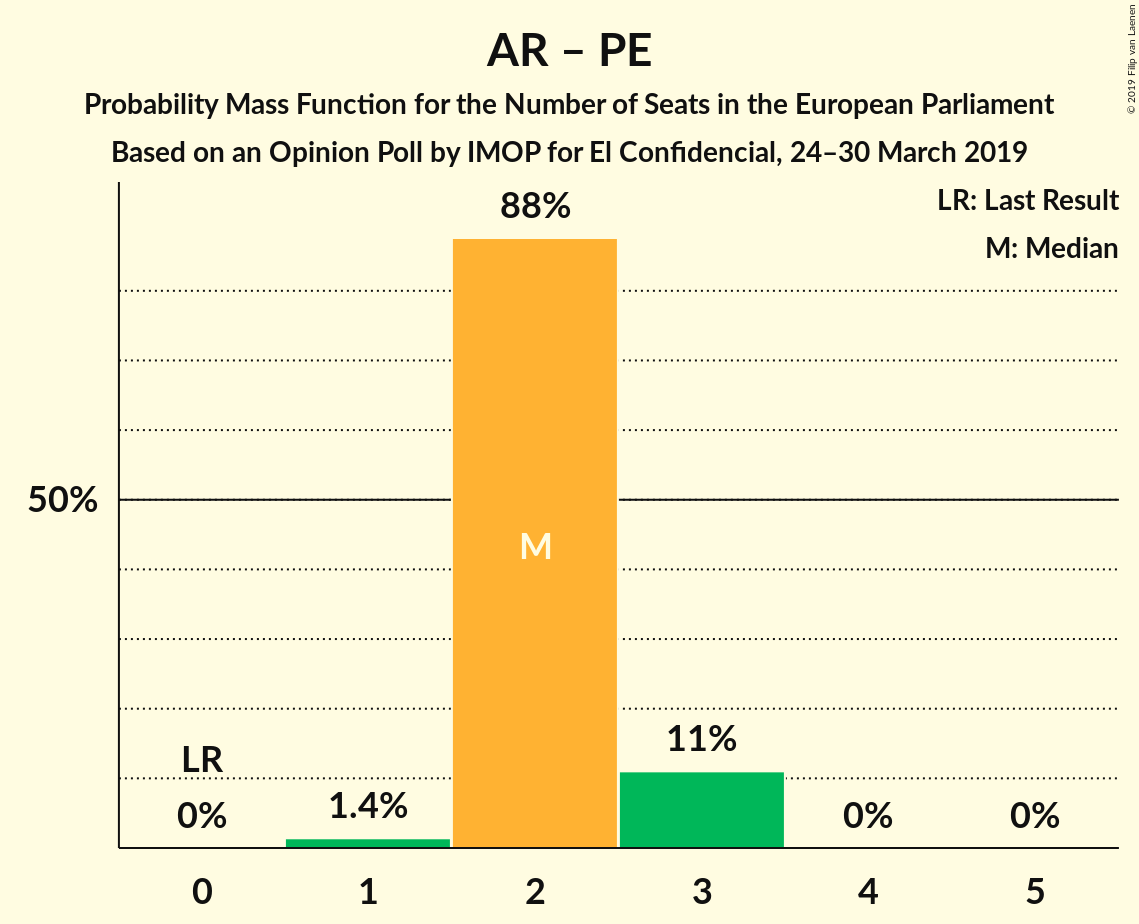 AR – PE
Probability Mass Function for the Number of Seats in the European Parliament
Based on an Opinion Poll by IMOP for El Confidencial, 24–30 March 2019
© 2019 Filip van Laenen
LR: Last Result
M: Median
88%
50%
M
11%
LR
1.4%
0%
0%
0%
0
1
2
3
4
5